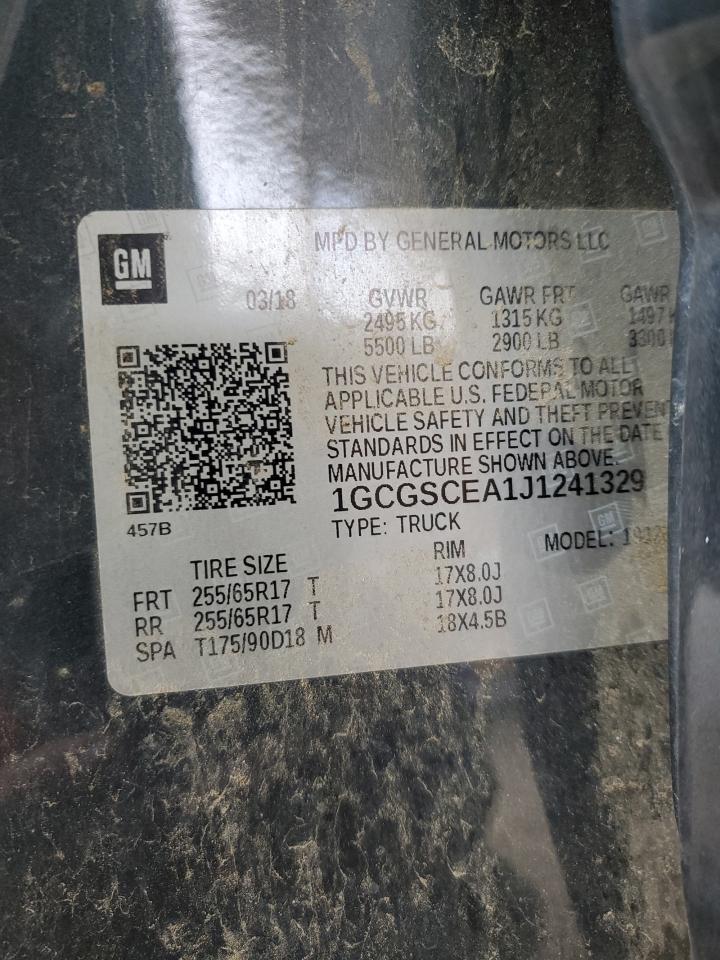 GM
MFD BY GENERAL MOTORS LLC
03/18 GVWR GAWR FRT GAWR
2495 KG 1315 KG 1497
5500 LB 2900 LB 3300
THIS VEHICLE CONFORMS TO ALL
APPLICABLE U.S. FEDERAL MOTOR
VEHICLE SAFETY AND THEFT PREVEN
STANDARDS IN EFFECT ON THE DATE
MANUFACTURE SHOWN ABOVE.
1GCGSCEA1J1241329
457B TYPE: TRUCK
MODEL:
TIRE SIZE RIM
FRT 255/65R17 T 17X8.0J
RR 255/65R17 T 17X8.0J
SPA T175/90D18 M 18X4.5B